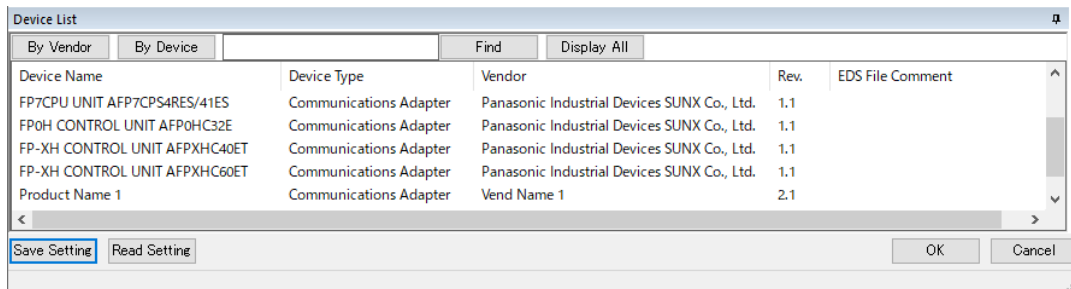 Device List
By Vendor By Device Find Display All
Device Name Device Type Vendor Rev. EDS File Comment
FP7CPU UNIT AFP7CPS4RES/41ES Communications Adapter Panasonic Industrial Devices SUNX Co., Ltd. 1.1
FP0H CONTROL UNIT AFP0HC32E Communications Adapter Panasonic Industrial Devices SUNX Co., Ltd. 1.1
FP-XH CONTROL UNIT AFPXHC40ET Communications Adapter Panasonic Industrial Devices SUNX Co., Ltd. 1.1
FP-XH CONTROL UNIT AFPXHC60ET Communications Adapter Panasonic Industrial Devices SUNX Co., Ltd. 1.1
Product Name 1 Communications Adapter Vend Name 1 2.1
Save Setting Read Setting OK Cancel